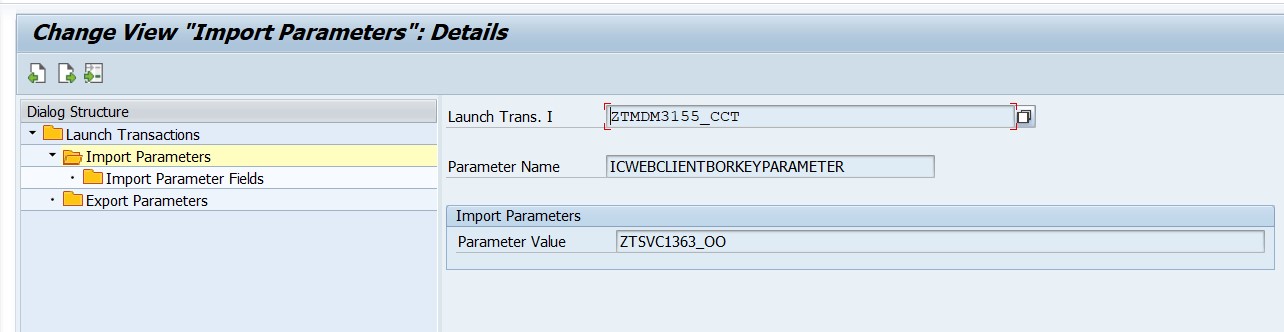 Change View "Import Parameters": Details
Dialog Structure
Launch Transactions
Import Parameters
Import Parameter Fields
Export Parameters
Launch Trans. I ZTMDM3155_CCT
Parameter Name ICWEBCLIENTBORKEYPARAMETER
Import Parameters
Parameter Value ZTSVC1363_OO